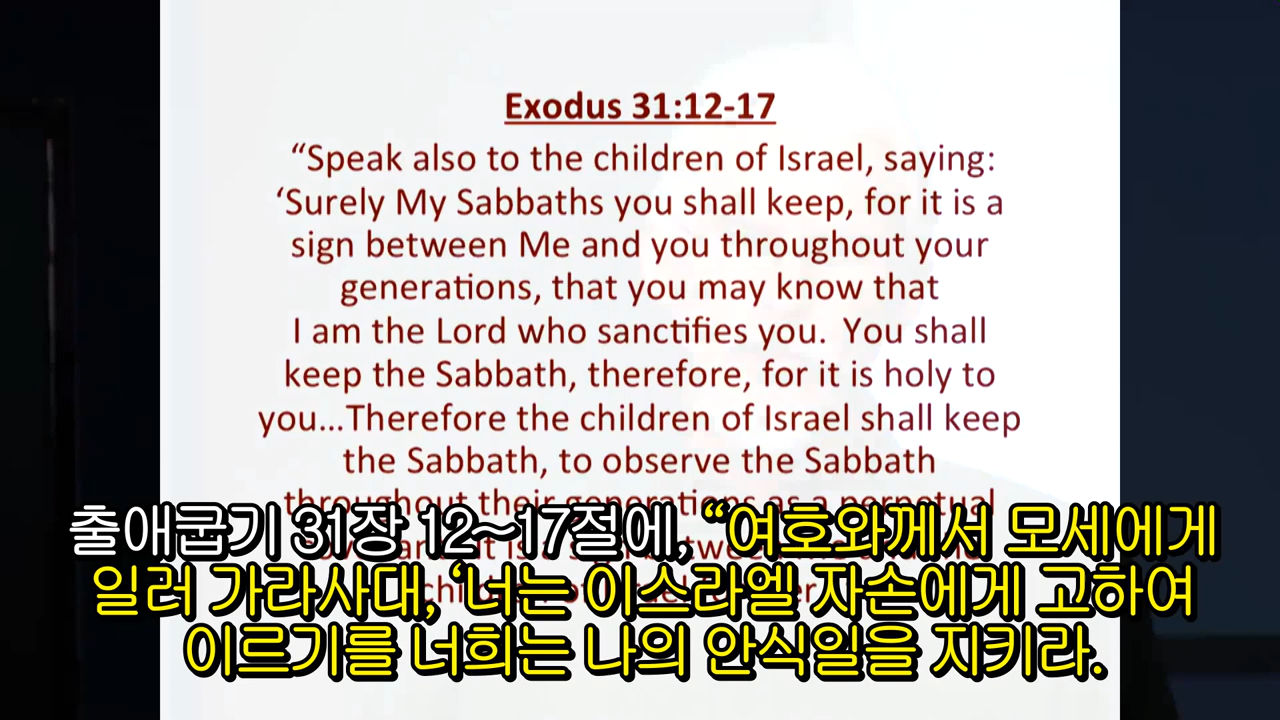 Exodus 31:12-17
“Speak also to the children of Israel, saying:
‘Surely My Sabbaths you shall keep, for it is a
sign between Me and you throughout your
generations, that you may know that
I am the Lord who sanctifies you. You shall
keep the Sabbath, therefore, for it is holy to
you...Therefore the children of Israel shall keep
the Sabbath, to observe the Sabbath
throughout their generations as a perpetual
출애굽기 31장 12~17절에, “여호와께서 모세에게
일러 가라사대, ‘너는 이스라엘 자손에게 고하여
이르기를 너희는 나의 안식일을 지키라.